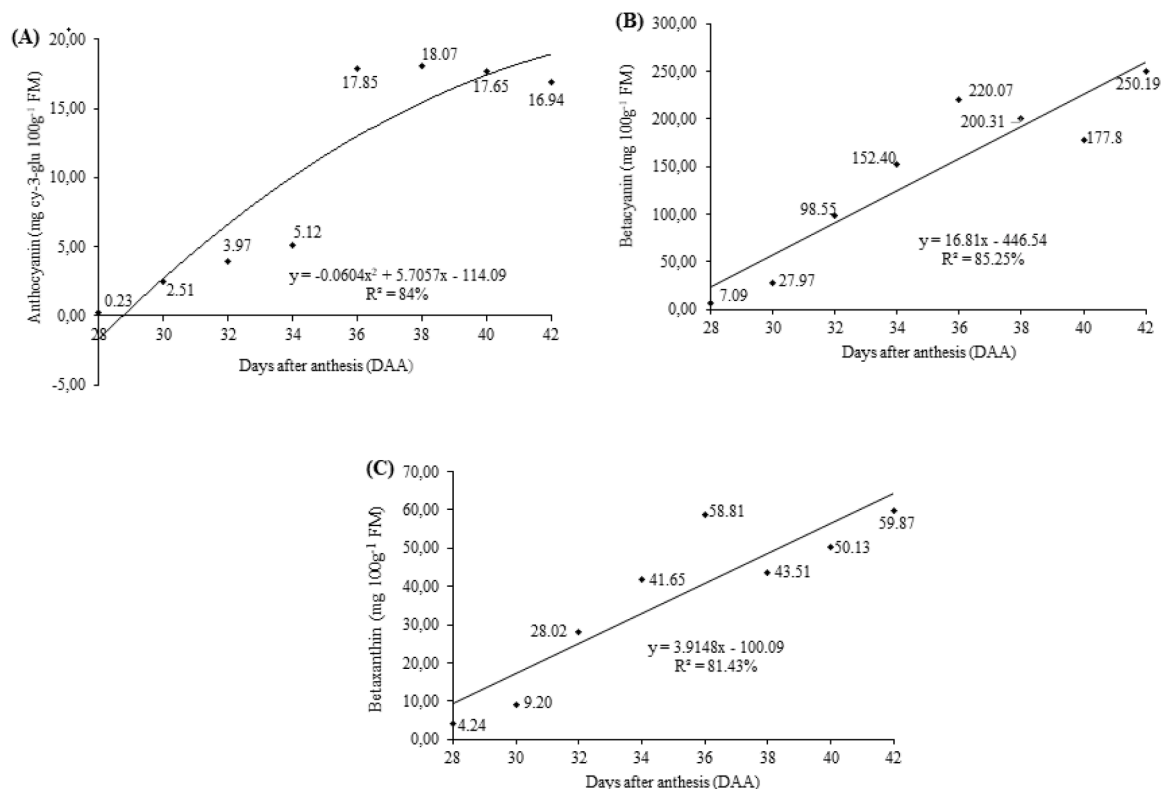 (A)
20,00
15,00
10,00
5,00
0,00
-5,00
Anthocyanin (mg cy-3-glu 100g⁻¹ FM)
0.23
2.51
3.97
5.12
17.85
18.07
17.65
16.94
y = -0.0604x² + 5.7057x - 114.09
R² = 84%
28 30 32 34 36 38 40 42
Days after anthesis (DAA)
(B)
300,00
250,00
200,00
150,00
100,00
50,00
0,00
Betacyanin (mg 100g⁻¹ FM)
7.09
27.97
98.55
152.40
220.07
200.31
177.8
250.19
y = 16.81x - 446.54
R² = 85.25%
28 30 32 34 36 38 40 42
Days after anthesis (DAA)
(C)
70,00
60,00
50,00
40,00
30,00
20,00
10,00
0,00
Betaxanthin (mg 100g⁻¹ FM)
4.24
9.20
28.02
41.65
58.81
43.51
50.13
59.87
y = 3.9148x - 100.09
R² = 81.43%
28 30 32 34 36 38 40 42
Days after anthesis (DAA)